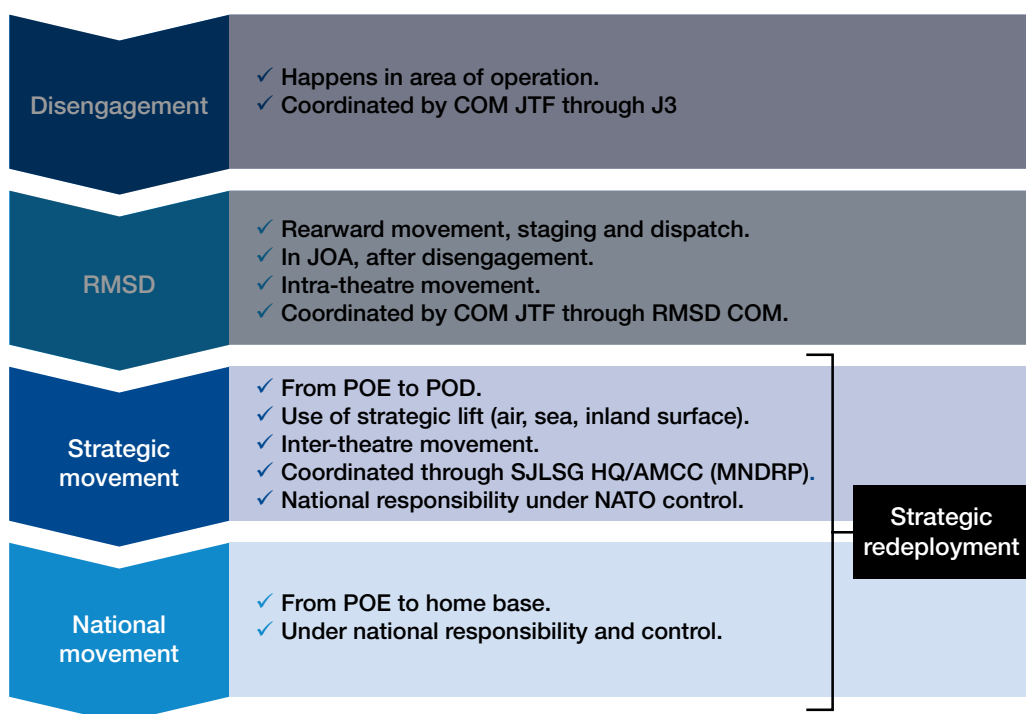 Disengagement
✓ Happens in area of operation.
✓ Coordinated by COM JTF through J3
RMSD
✓ Rearward movement, staging and dispatch.
✓ In JOA, after disengagement.
✓ Intra-theatre movement.
✓ Coordinated by COM JTF through RMSD COM.
Strategic
movement
✓ From POE to POD.
✓ Use of strategic lift (air, sea, inland surface).
✓ Inter-theatre movement.
✓ Coordinated through SJLSG HQ/AMCC (MNDRP).
✓ National responsibility under NATO control.
Strategic
redeployment
National
movement
✓ From POE to home base.
✓ Under national responsibility and control.